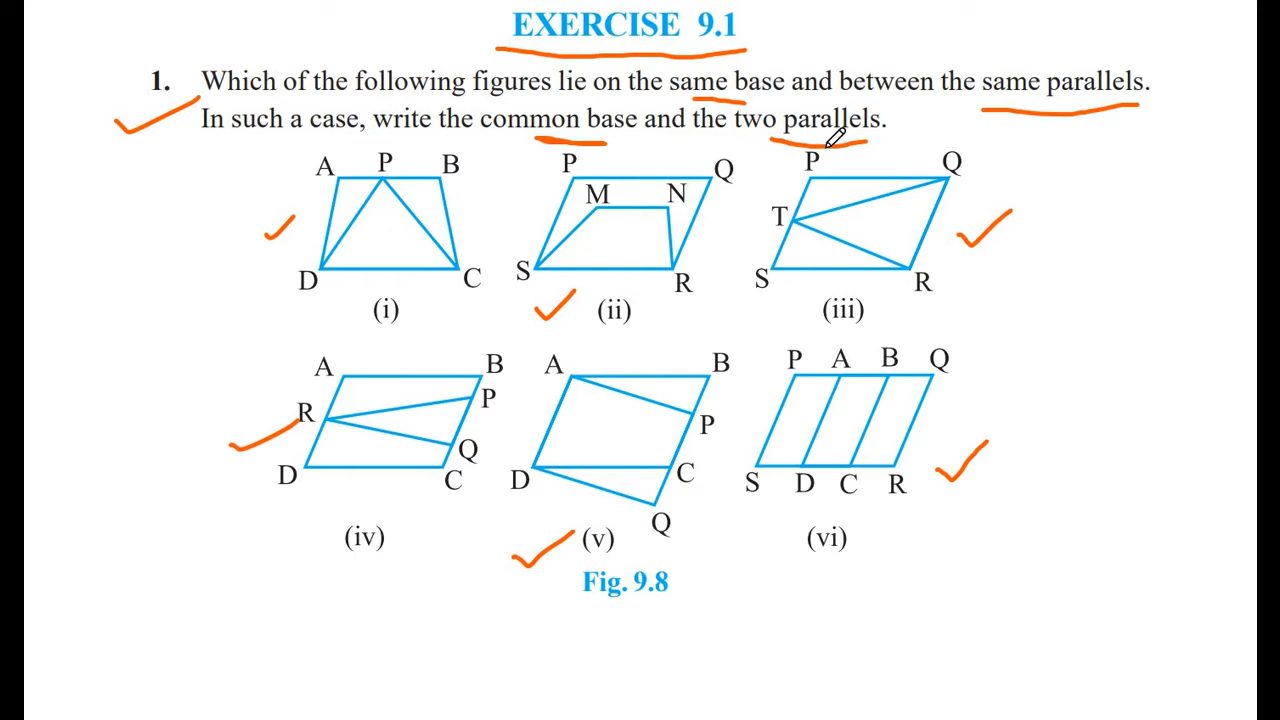 EXERCISE 9.1
1. Which of the following figures lie on the same base and between the same parallels.
In such a case, write the common base and the two parallels.
A P B
D C
(i)
P Q
M N
S R
(ii)
P Q
T
S R
(iii)
A B
R P
Q
D C
(iv)
A B
P
D C
Q
(v)
P A B Q
S D C R
(vi)
Fig. 9.8